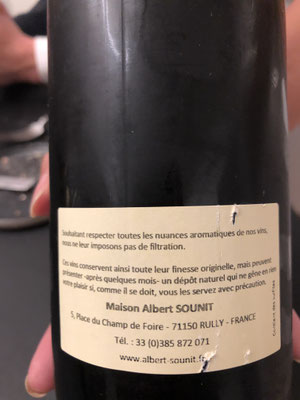 Souhaitant respecter toutes les nuances aromatiques de nos vins,
nous ne leur imposons pas de filtration.
Ces vins conservent ainsi toute leur finesse originelle, mais peuvent
présenter -après quelques mois- un dépôt naturel qui ne gêne en rien
votre plaisir si, comme il se doit, vous les servez avec précaution.
Maison Albert SOUNIT
5, Place du Champ de Foire - 71150 RULLY - FRANCE
Tél. : 33 (0)385 872 071
www.albert-sounit.fr
Contient des sulfites